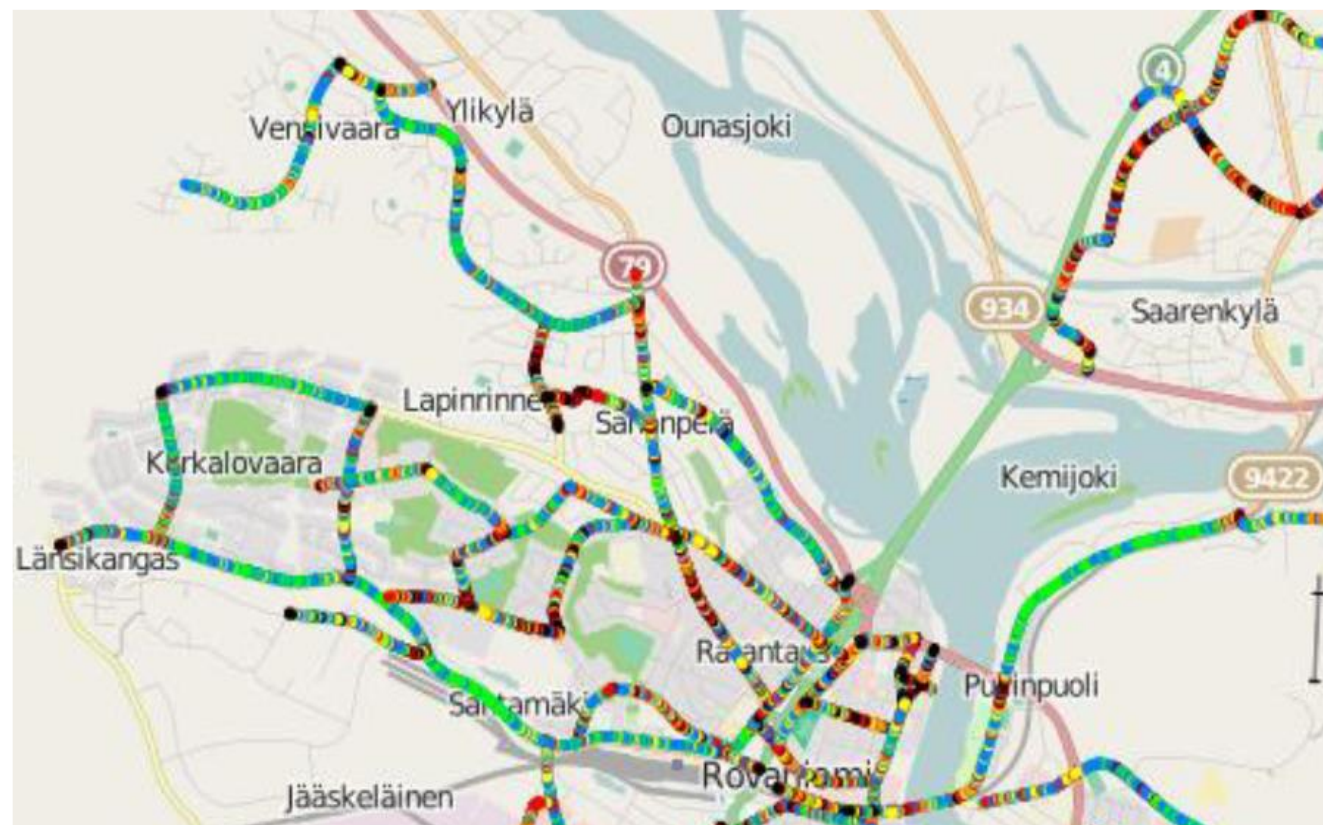 4
Ylikylä
Ounasjoki
79
934
Saarenkylä
Lapinrinne
Kemijoki
9422
Länsikangas
Rovaniemi
Jääskeläinen